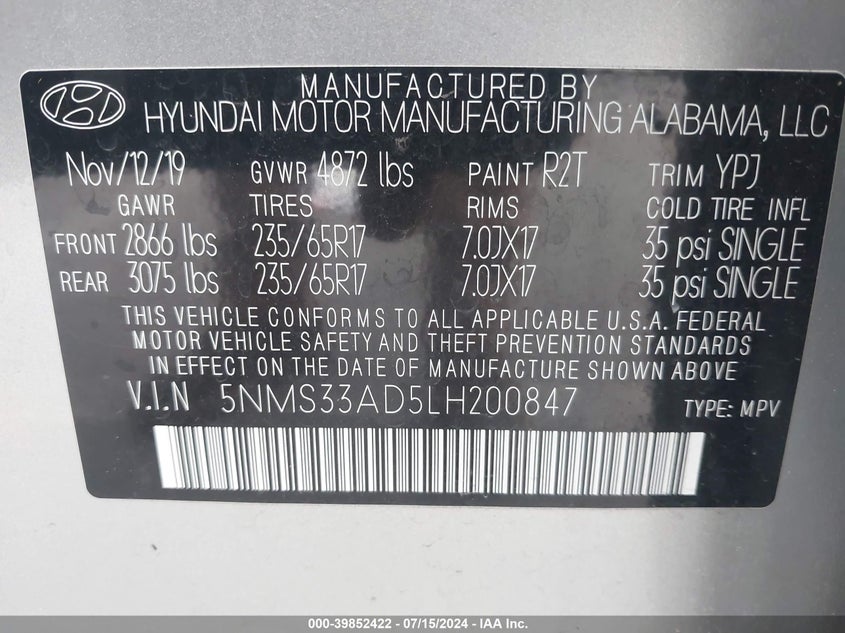 MANUFACTURED BY
HYUNDAI MOTOR MANUFACTURING ALABAMA, LLC
Nov/12/19 GVWR 4872 lbs PAINT R2T TRIM YPJ
GAWR TIRES RIMS COLD TIRE INFL
FRONT 2866 lbs 235/65R17 7.0JX17 35 psi SINGLE
REAR 3075 lbs 235/65R17 7.0JX17 35 psi SINGLE
THIS VEHICLE CONFORMS TO ALL APPLICABLE U.S.A. FEDERAL
MOTOR VEHICLE SAFETY AND THEFT PREVENTION STANDARDS
IN EFFECT ON THE DATE OF MANUFACTURE SHOWN ABOVE.
V.I.N 5NMS33AD5LH200847 TYPE: MPV
000-39852422 - 07/15/2024 - IAA Inc.